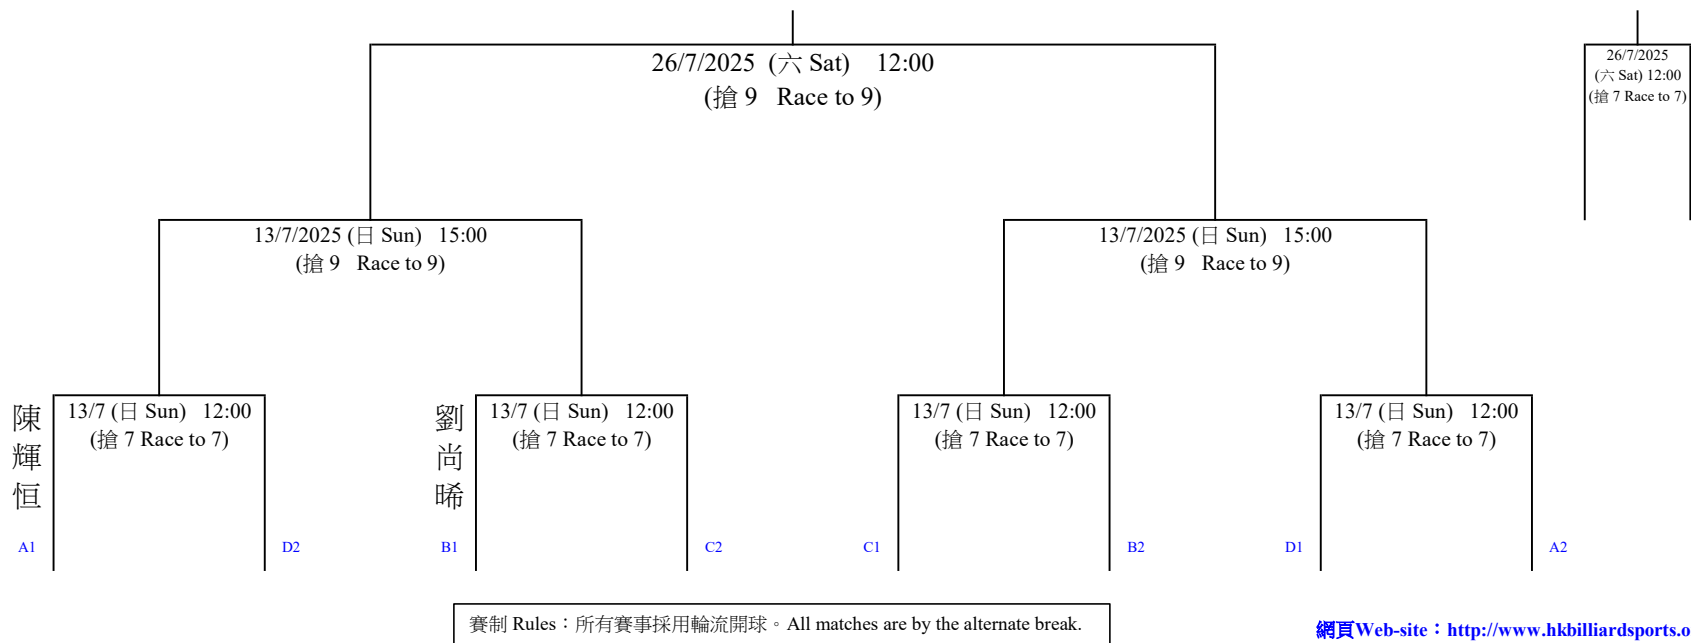 26/7/2025 (六 Sat) 12:00
(搶 9 Race to 9)
26/7/2025
(六 Sat) 12:00
(搶 7 Race to 7)
13/7/2025 (日 Sun) 15:00
(搶 9 Race to 9)
13/7/2025 (日 Sun) 15:00
(搶 9 Race to 9)
陳輝恒
13/7 (日 Sun) 12:00
(搶 7 Race to 7)
劉尚晞
13/7 (日 Sun) 12:00
(搶 7 Race to 7)
13/7 (日 Sun) 12:00
(搶 7 Race to 7)
13/7 (日 Sun) 12:00
(搶 7 Race to 7)
A1 D2 B1 C2 C1 B2 D1 A2
賽制 Rules：所有賽事採用輪流開球。All matches are by the alternate break.
網頁Web-site：http://www.hkbilliardsports.o